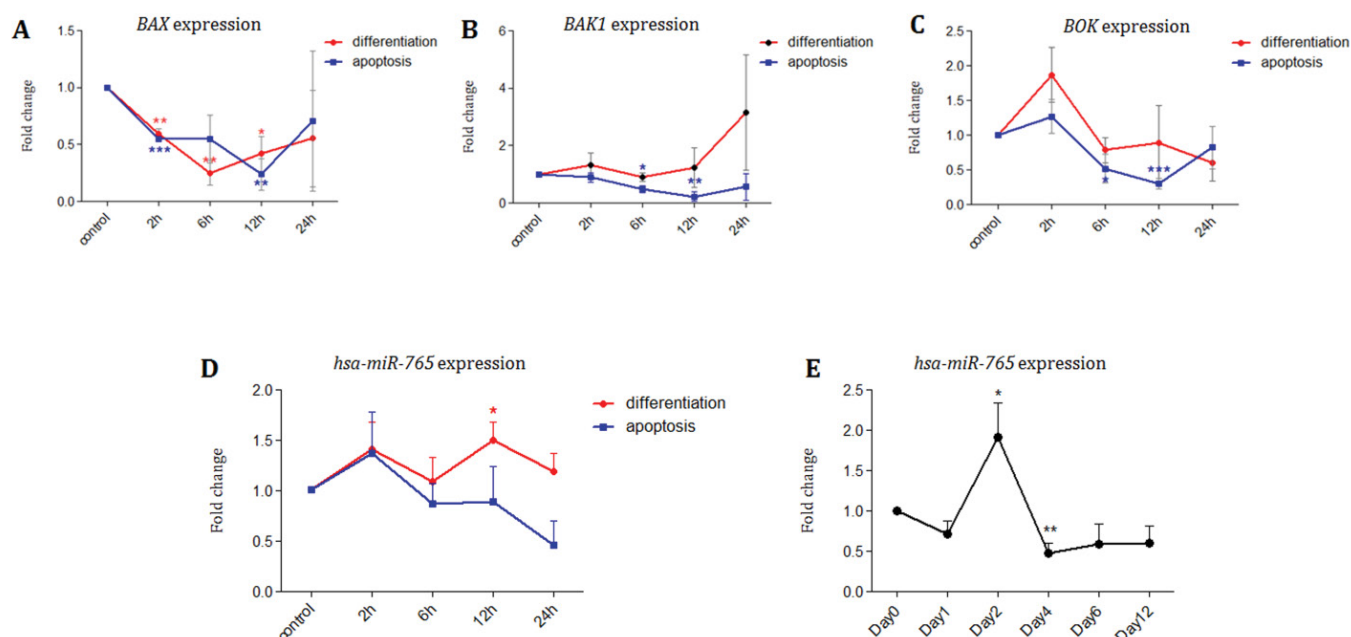 A
BAX expression
differentiation
apoptosis
Fold change
1.5
1.0
0.5
0.0
** * *** ** **
control 2h 6h 12h 24h
B
BAK1 expression
differentiation
apoptosis
Fold change
6
4
2
0
* **
control 2h 6h 12h 24h
C
BOK expression
differentiation
apoptosis
Fold change
2.5
2.0
1.5
1.0
0.5
0.0
* ***
control 2h 6h 12h 24h
D
hsa-miR-765 expression
differentiation
apoptosis
Fold change
2.0
1.5
1.0
0.5
0.0
*
control 2h 6h 12h 24h
E
hsa-miR-765 expression
Fold change
2.5
2.0
1.5
1.0
0.5
0.0
* **
Day0 Day1 Day2 Day4 Day6 Day12